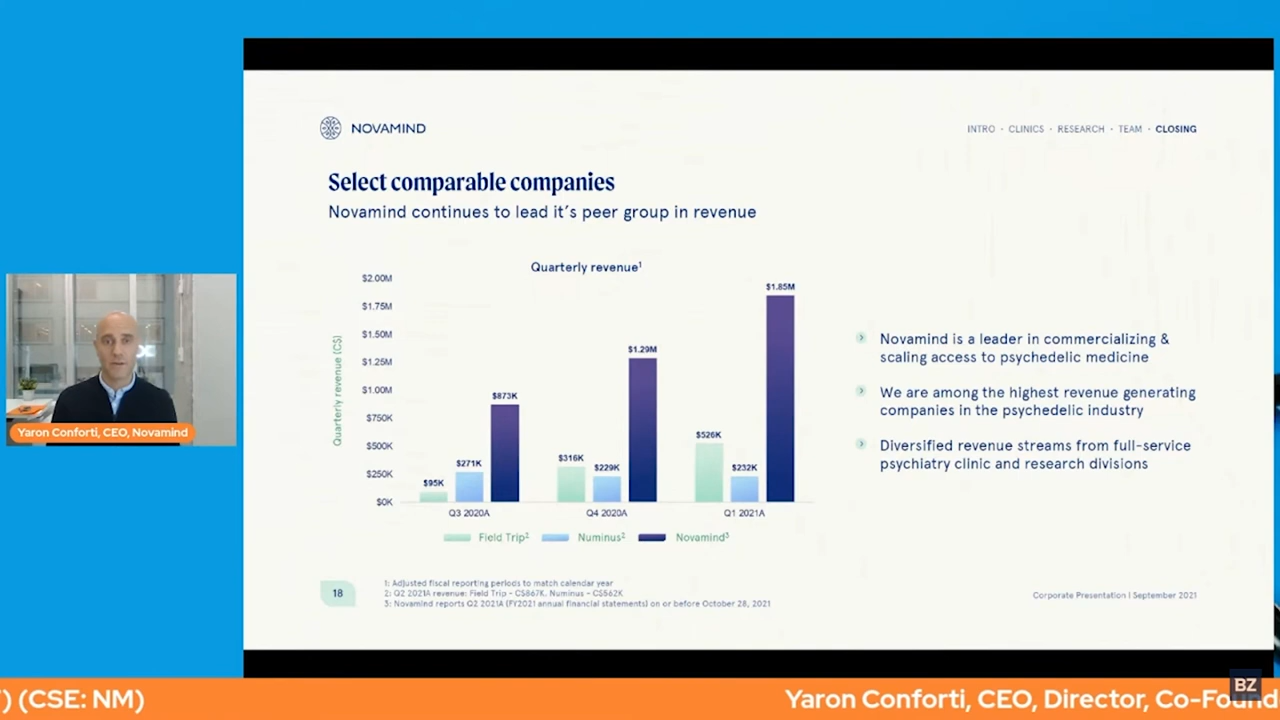 NOVAMIND
INTRO · CLINICS · RESEARCH · TEAM · CLOSING
Select comparable companies
Novamind continues to lead it's peer group in revenue
Quarterly revenue¹
Quarterly revenue (C$)
$2.00M
$1.75M
$1.50M
$1.25M
$1.00M
$750K
$500K
$250K
$0K
$95K
$271K
$873K
$316K
$229K
$1.29M
$526K
$232K
$1.85M
Q3 2020A
Q4 2020A
Q1 2021A
Field Trip²
Numinus²
Novamind³
Novamind is a leader in commercializing &
scaling access to psychedelic medicine
We are among the highest revenue generating
companies in the psychedelic industry
Diversified revenue streams from full-service
psychiatry clinic and research divisions
18
1: Adjusted fiscal reporting periods to match calendar year
2: Q2 2021A revenue: Field Trip - C$867K, Numinus - C$562K
3: Novamind reports Q2 2021A (FY2021 annual financial statements) on or before October 28, 2021
Corporate Presentation | September 2021
Yaron Conforti, CEO, Novamind
BZ
) (CSE: NM)
Yaron Conforti, CEO, Director, Co-Found